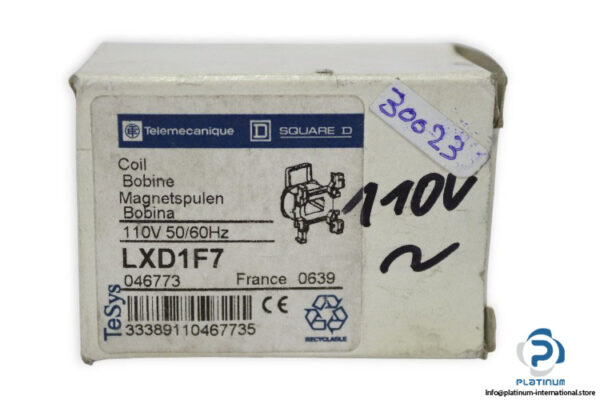 Telemecanique D SQUARE D
30023
Coil
Bobine
Magnetspulen
Bobina
110V 50/60Hz
LXD1F7
046773 France 0639
TeSys
33389110467735
CE
RECYCLABLE
110V
~
PLATINUM
info@platinum-international.store